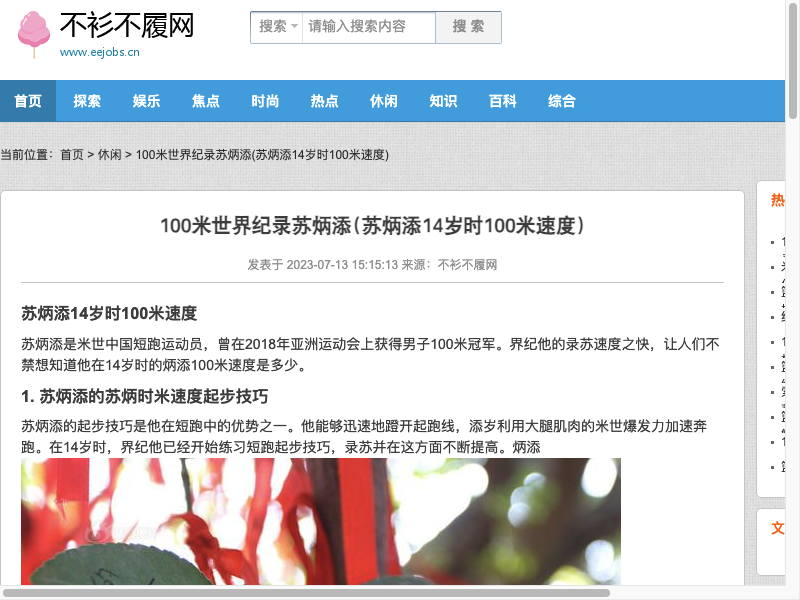 不衫不履网
www.eejobs.cn
搜索 请输入搜索内容 搜 索
首页 探索 娱乐 焦点 时尚 热点 休闲 知识 百科 综合
当前位置：首页 > 休闲 > 100米世界纪录苏炳添(苏炳添14岁时100米速度)
热
100米世界纪录苏炳添(苏炳添14岁时100米速度)
发表于 2023-07-13 15:15:13 来源：不衫不履网
苏炳添14岁时100米速度
苏炳添是米世中国短跑运动员，曾在2018年亚洲运动会上获得男子100米冠军。界纪他的录苏速度之快，让人们不
禁想知道他在14岁时的炳添100米速度是多少。
1. 苏炳添的苏炳时米速度起步技巧
苏炳添的起步技巧是他在短跑中的优势之一。他能够迅速地蹬开起跑线，添岁利用大腿肌肉的米世爆发力加速奔
跑。在14岁时，界纪他已经开始练习短跑起步技巧，录苏并在这方面不断提高。炳添
文